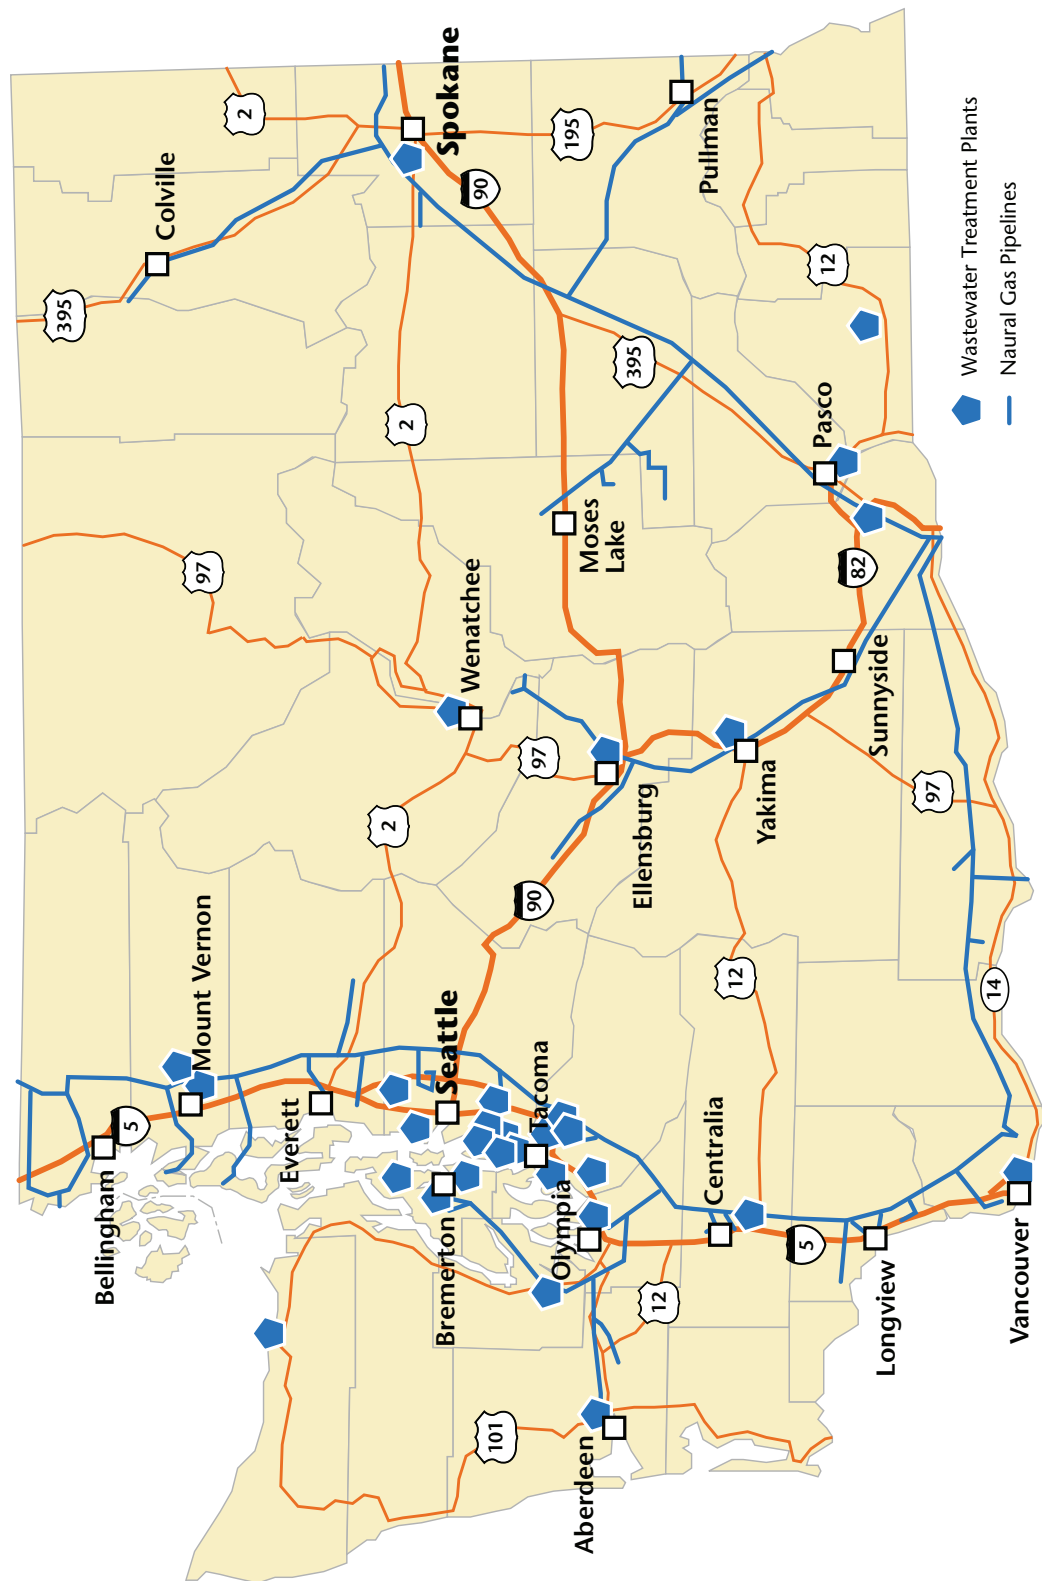 Bellingham
5
Mount Vernon
97
395
Colville
2
Everett
2
Wenatchee
2
Spokane
Seattle
90
97
90
Bremerton
101
Olympia
Tacoma
Ellensburg
Moses
Lake
395
195
Aberdeen
12
Centralia
12
Yakima
Pullman
5
Longview
Sunnyside
82
Pasco
12
97
14
Vancouver
Wastewater Treatment Plants
Naural Gas Pipelines